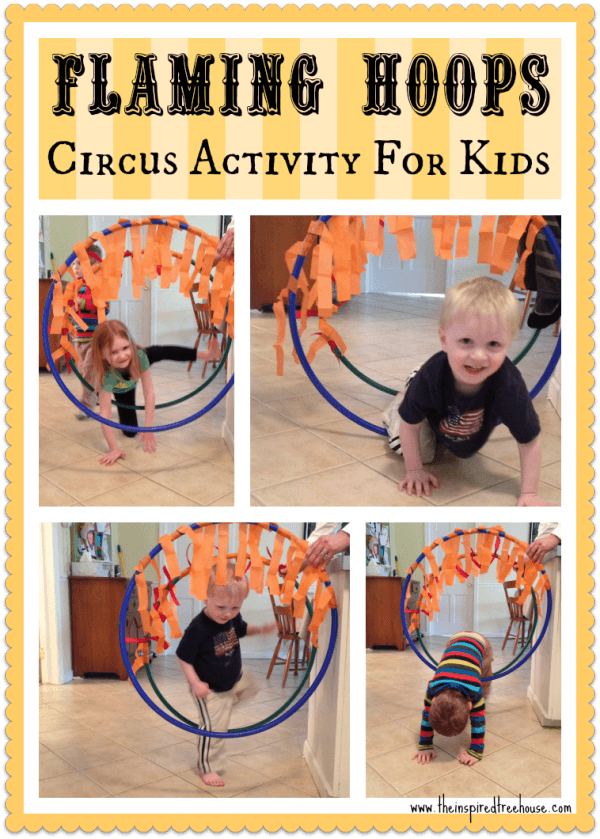 FLAMING HOOPS
CIRCUS ACTIVITY FOR KIDS
www.theinspiredtreehouse.com